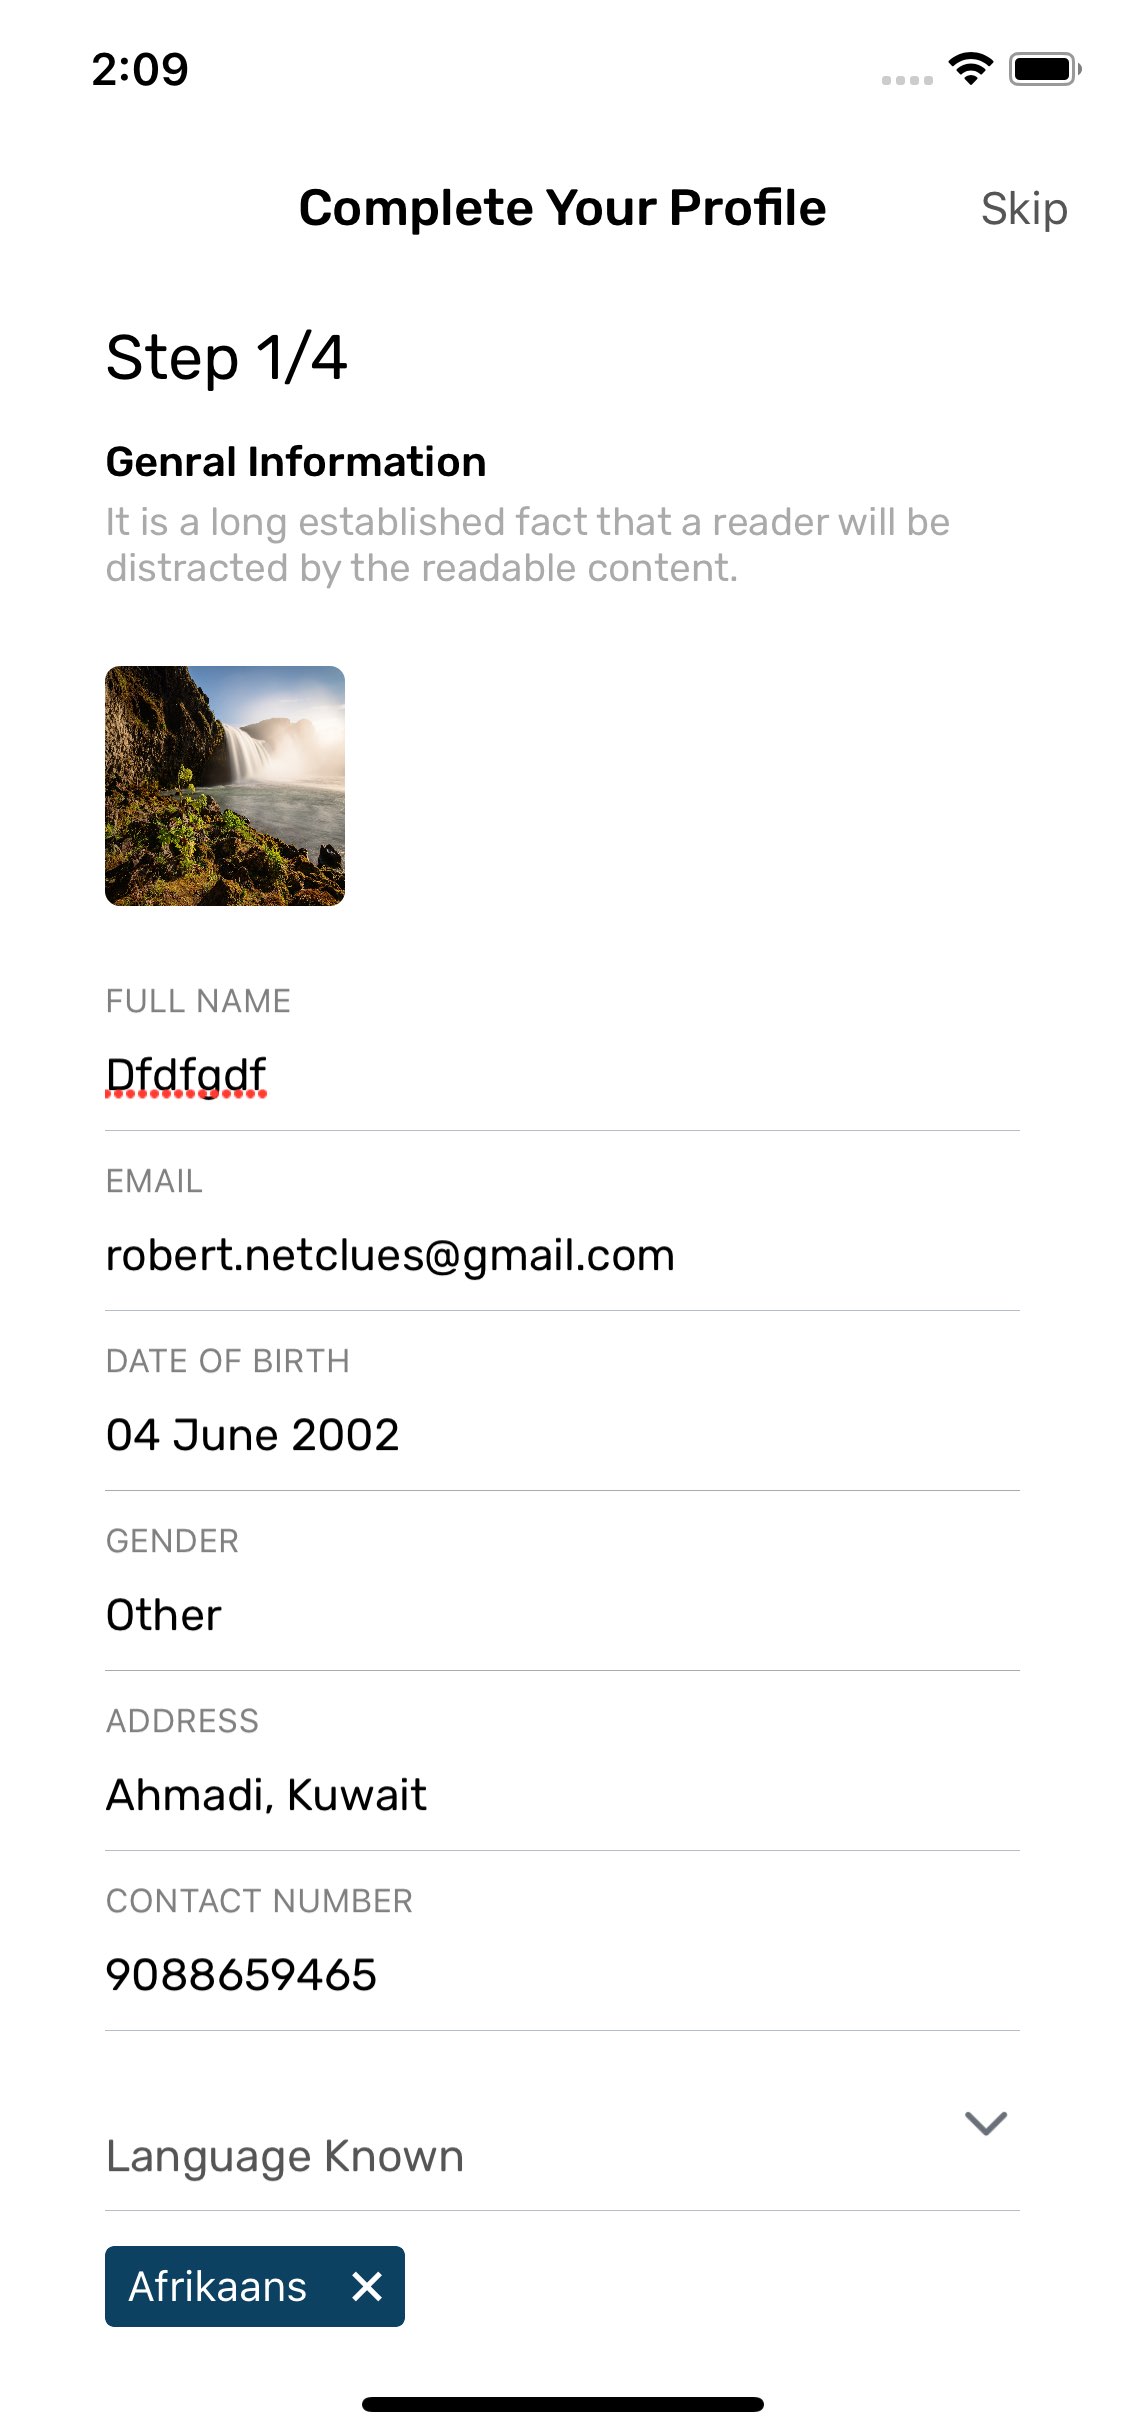 2:09
Complete Your Profile
Skip
Step 1/4
Genral Information
It is a long established fact that a reader will be
distracted by the readable content.
FULL NAME
Dfdfgdf
EMAIL
robert.netclues@gmail.com
DATE OF BIRTH
04 June 2002
GENDER
Other
ADDRESS
Ahmadi, Kuwait
CONTACT NUMBER
9088659465
Language Known
Afrikaans